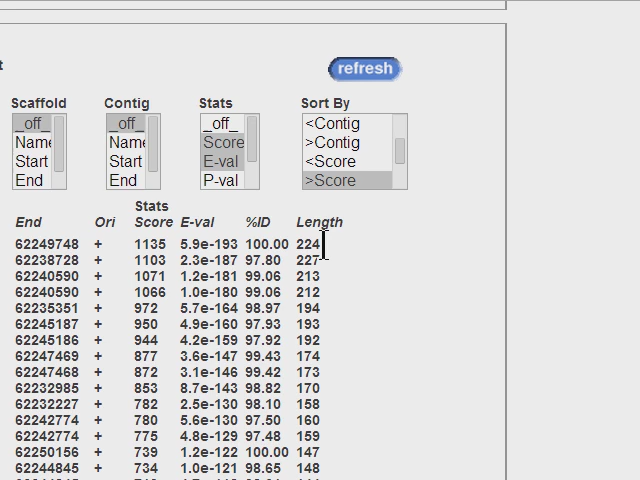 t
refresh
Scaffold Contig Stats Sort By
_off_ _off_ _off_ <Contig
Name Name Score >Contig
Start Start E-val <Score
End End P-val >Score
Stats
End Ori Score E-val %ID Length
62249748 + 1135 5.9e-193 100.00 224
62238728 + 1103 2.3e-187 97.80 227
62240590 + 1071 1.2e-181 99.06 213
62240590 + 1066 1.0e-180 99.06 212
62235351 + 972 5.7e-164 98.97 194
62245187 + 950 4.9e-160 97.93 193
62245186 + 944 4.2e-159 97.92 192
62247469 + 877 3.6e-147 99.43 174
62247468 + 872 3.1e-146 99.42 173
62232985 + 853 8.7e-143 98.82 170
62232227 + 782 2.5e-130 98.10 158
62242774 + 780 5.6e-130 97.50 160
62242774 + 775 4.8e-129 97.48 159
62250156 + 739 1.2e-122 100.00 147
62244845 + 734 1.0e-121 98.65 148